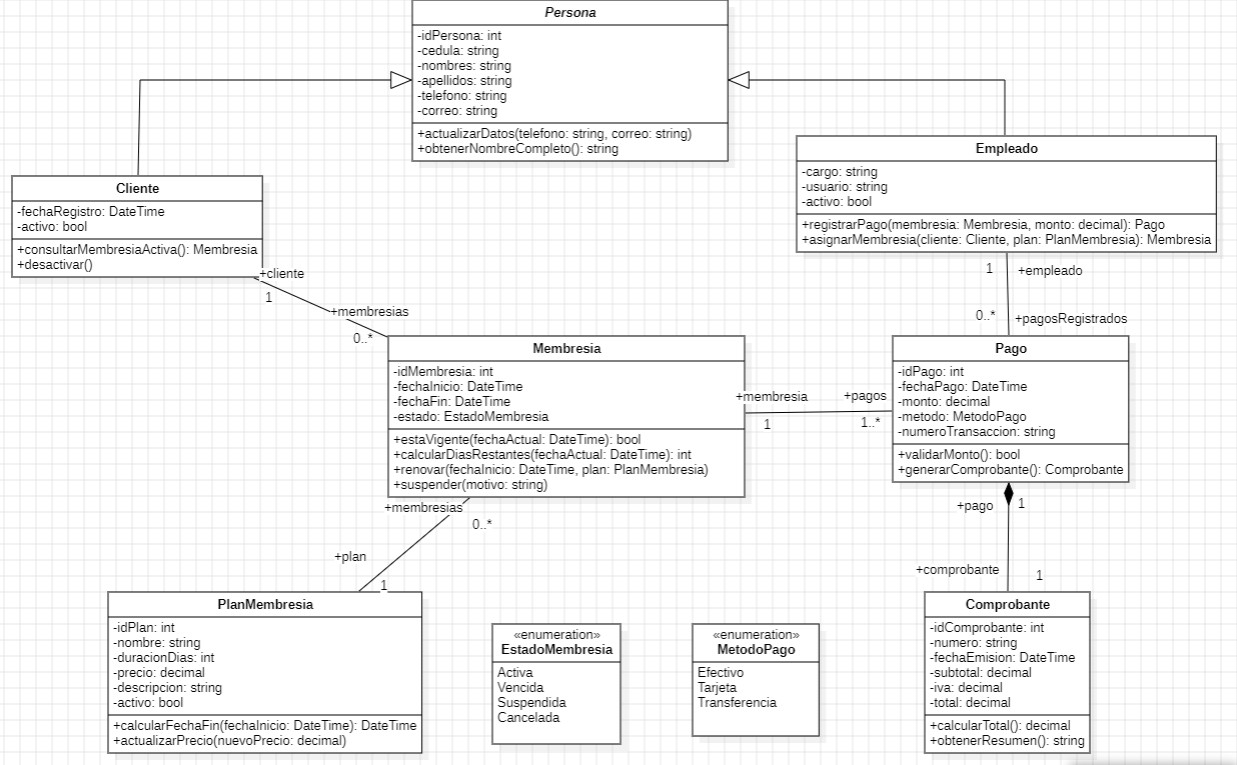 Persona
-idPersona: int
-cedula: string
-nombres: string
-apellidos: string
-telefono: string
-correo: string
+actualizarDatos(telefono: string, correo: string)
+obtenerNombreCompleto(): string
Cliente
-fechaRegistro: DateTime
-activo: bool
+consultarMembresiaActiva(): Membresia
+desactivar()
Empleado
-cargo: string
-usuario: string
-activo: bool
+registrarPago(membresia: Membresia, monto: decimal): Pago
+asignarMembresia(cliente: Cliente, plan: PlanMembresia): Membresia
+cliente
1
+membresias
0..*
1
+empleado
0..*
+pagosRegistrados
Membresia
-idMembresia: int
-fechaInicio: DateTime
-fechaFin: DateTime
-estado: EstadoMembresia
+estaVigente(fechaActual: DateTime): bool
+calcularDiasRestantes(fechaActual: DateTime): int
+renovar(fechaInicio: DateTime, plan: PlanMembresia)
+suspender(motivo: string)
+membresia
1
+pagos
1..*
Pago
-idPago: int
-fechaPago: DateTime
-monto: decimal
-metodo: MetodoPago
-numeroTransaccion: string
+validarMonto(): bool
+generarComprobante(): Comprobante
+membresias
0..*
+plan
1
+pago
1
+comprobante
1
PlanMembresia
-idPlan: int
-nombre: string
-duracionDias: int
-precio: decimal
-descripcion: string
-activo: bool
+calcularFechaFin(fechaInicio: DateTime): DateTime
+actualizarPrecio(nuevoPrecio: decimal)
«enumeration»
EstadoMembresia
Activa
Vencida
Suspendida
Cancelada
«enumeration»
MetodoPago
Efectivo
Tarjeta
Transferencia
Comprobante
-idComprobante: int
-numero: string
-fechaEmision: DateTime
-subtotal: decimal
-iva: decimal
-total: decimal
+calcularTotal(): decimal
+obtenerResumen(): string